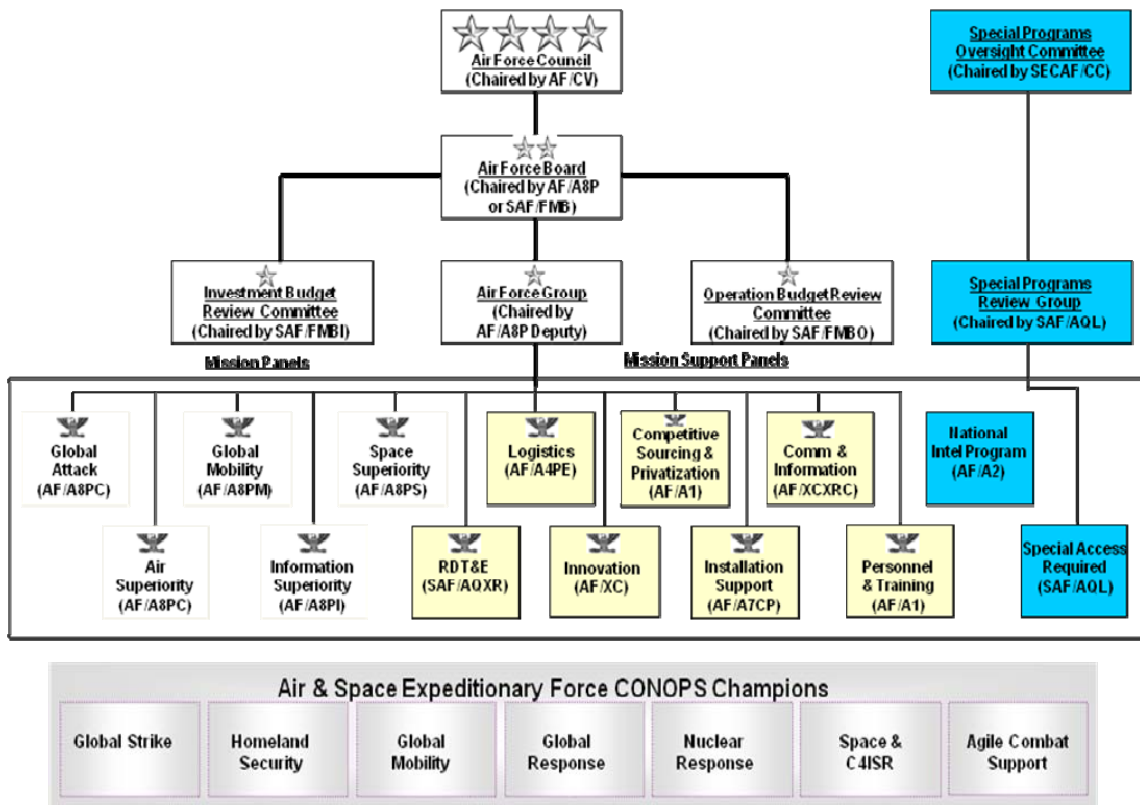 Air Force Council
(Chaired by AF/CV)
Special Programs
Oversight Committee
(Chaired by SECAF/CC)
Air Force Board
(Chaired by AF/A8P
or SAF/FMB)
Investment Budget
Review Committee
(Chaired by SAF/FMBI)
Air Force Group
(Chaired by
AF/A8P Deputy)
Operation Budget Review
Committee
(Chaired by SAF/FMBO)
Special Programs
Review Group
(Chaired by SAF/AQL)
Mission Panels
Mission Support Panels
Global
Attack
(AF/A8PC)
Global
Mobility
(AF/A8PM)
Space
Superiority
(AF/A8PS)
Logistics
(AF/A4PE)
Competitive
Sourcing &
Privatization
(AF/A1)
Comm &
Information
(AF/XCXRC)
National
Intel Program
(AF/A2)
Air
Superiority
(AF/A8PC)
Information
Superiority
(AF/A8PI)
RDT&E
(SAF/AQXR)
Innovation
(AF/XC)
Installation
Support
(AF/A7CP)
Personnel
& Training
(AF/A1)
Special Access
Required
(SAF/AQL)
Air & Space Expeditionary Force CONOPS Champions
Global Strike
Homeland
Security
Global
Mobility
Global
Response
Nuclear
Response
Space &
C4ISR
Agile Combat
Support